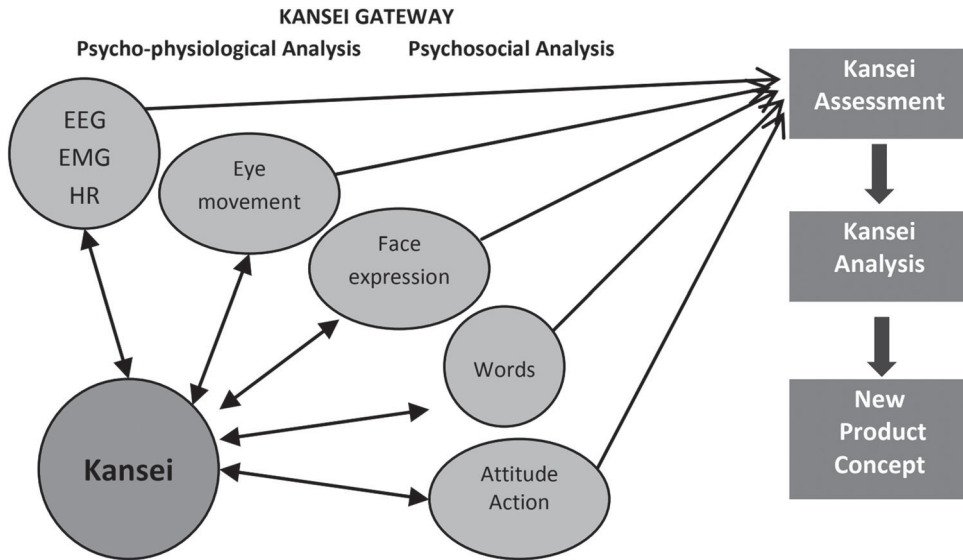 KANSEI GATEWAY
Psycho-physiological Analysis
Psychosocial Analysis
EEG
EMG
HR
Eye
movement
Face
expression
Words
Attitude
Action
Kansei
Kansei
Assessment
Kansei
Analysis
New
Product
Concept